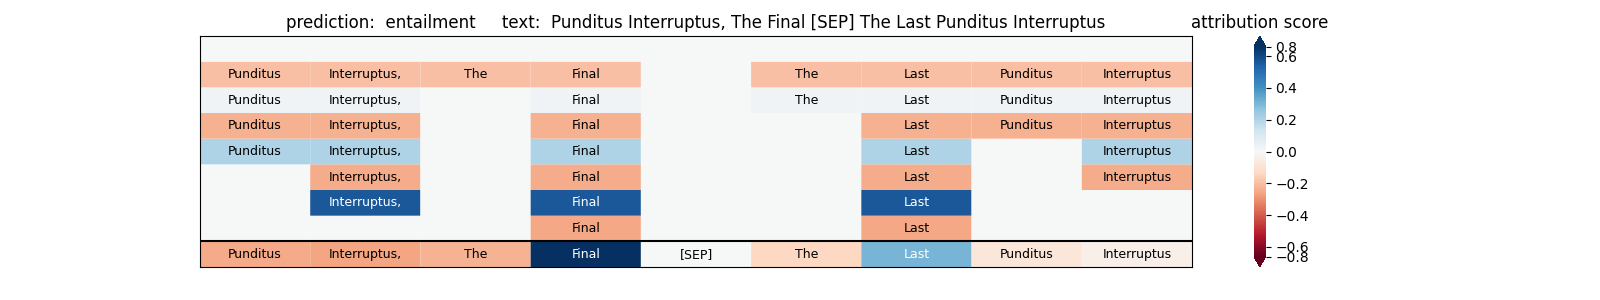 prediction: entailment text: Punditus Interruptus, The Final [SEP] The Last Punditus Interruptus attribution score
Punditus Interruptus, The Final The Last Punditus Interruptus
Punditus Interruptus, Final The Last Punditus Interruptus
Punditus Interruptus, Final Last Punditus Interruptus
Punditus Interruptus, Final Last Interruptus
Interruptus, Final Last Interruptus
Interruptus, Final Last
Final Last
Punditus Interruptus, The Final [SEP] The Last Punditus Interruptus
0.8
0.6
0.4
0.2
0.0
−0.2
−0.4
−0.6
−0.8